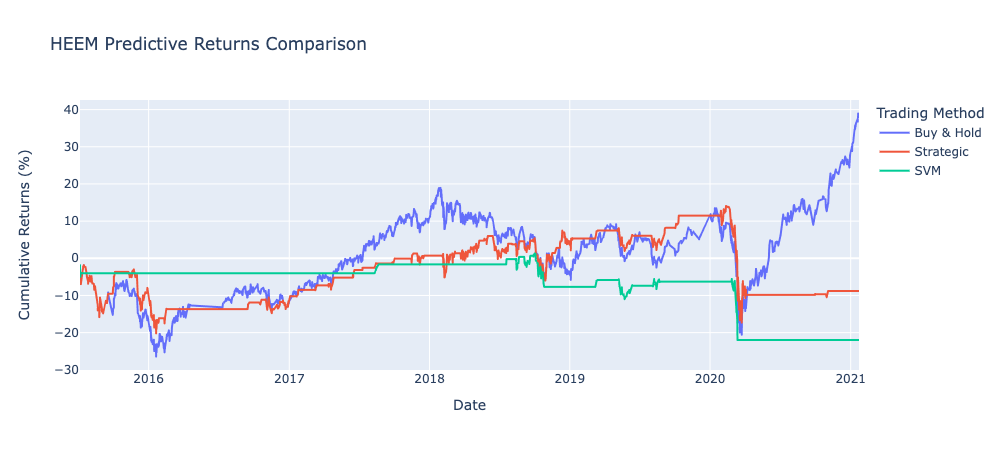 HEEM Predictive Returns Comparison
Cumulative Returns (%)
40
30
20
10
0
−10
−20
−30
2016
2017
2018
2019
2020
2021
Date
Trading Method
Buy & Hold
Strategic
SVM